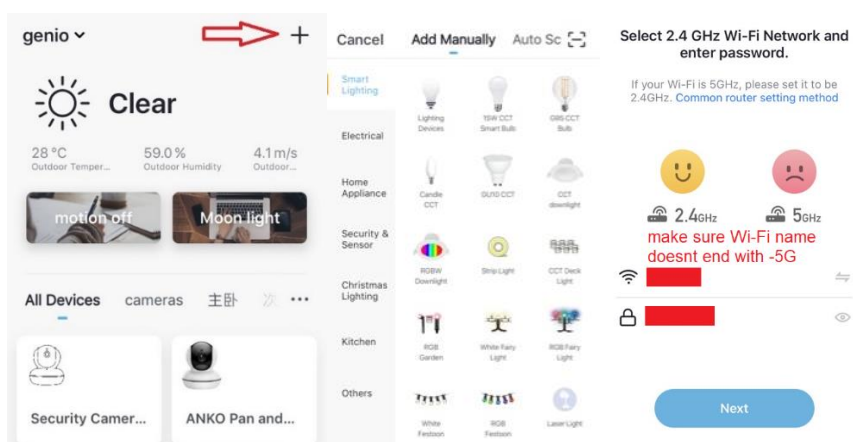 genio
Clear
28 °C
Outdoor Temper...
59.0 %
Outdoor Humidity
4.1 m/s
Outdoor...
motion off
Moon light
All Devices
cameras
主卧
Security Camer...
ANKO Pan and...
Cancel
Add Manually
Auto Sc
Smart
Lighting
Electrical
Home
Appliance
Security &
Sensor
Christmas
Lighting
Kitchen
Others
Lighting
Devices
15W CCT
Smart Bulb
G95 CCT
Bulb
Candle
CCT
GU10 CCT
CCT
downlight
RGBW
Downlight
Strip Light
CCT Deck
Light
RGB
Garden
White Fairy
Light
RGB Fairy
Light
White
Festoon
RGB
Festoon
Laser Light
Select 2.4 GHz Wi-Fi Network and
enter password.
If your Wi-Fi is 5GHz, please set it to be
2.4GHz. Common router setting method
2.4GHz
5GHz
make sure Wi-Fi name
doesnt end with -5G
Next